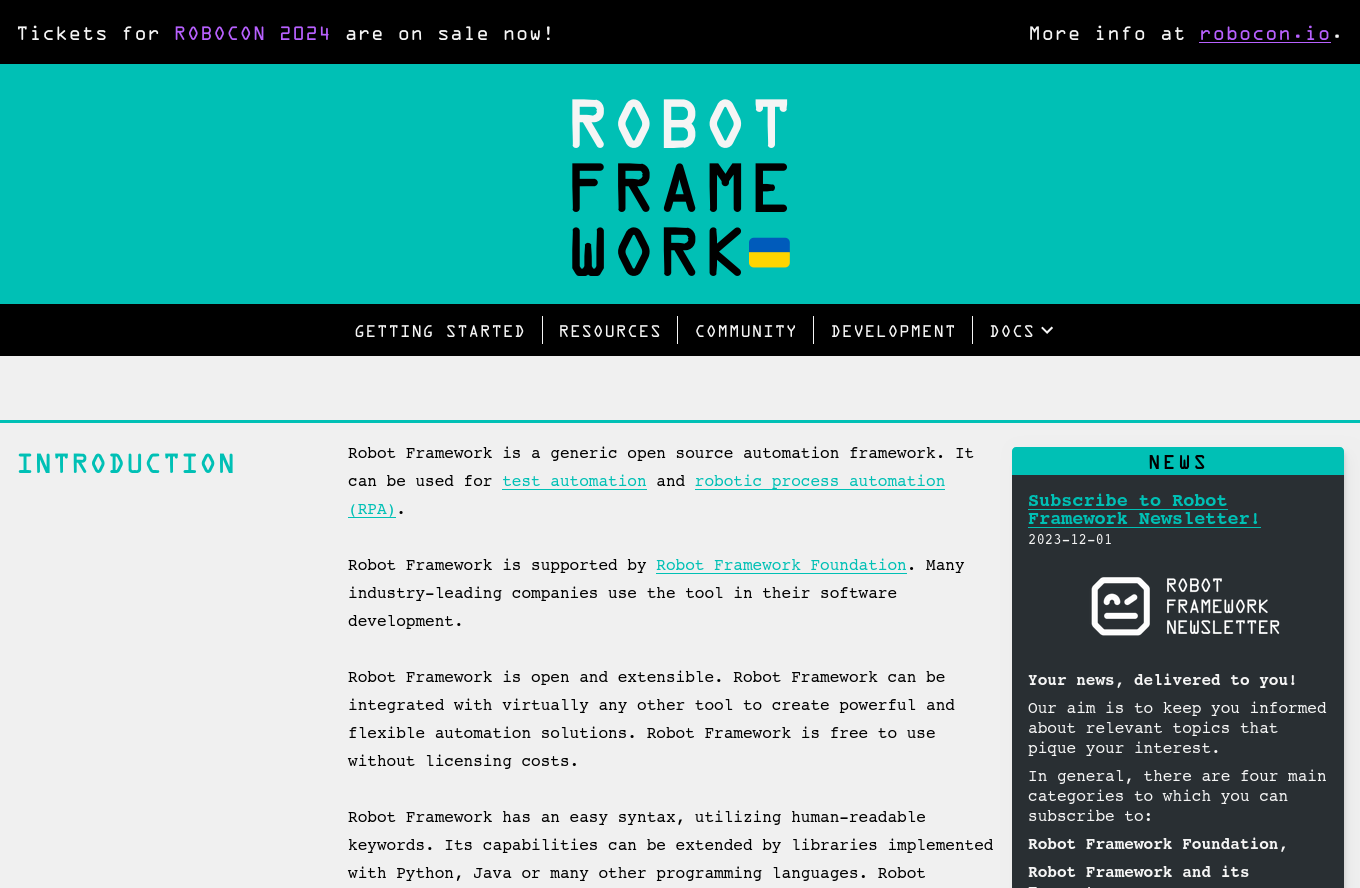 Tickets for ROBOCON 2024 are on sale now!
More info at robocon.io.
ROBOT
FRAME
WORK
GETTING STARTED
RESOURCES
COMMUNITY
DEVELOPMENT
DOCS
INTRODUCTION
Robot Framework is a generic open source automation framework. It
can be used for test automation and robotic process automation
(RPA).
Robot Framework is supported by Robot Framework Foundation. Many
industry-leading companies use the tool in their software
development.
Robot Framework is open and extensible. Robot Framework can be
integrated with virtually any other tool to create powerful and
flexible automation solutions. Robot Framework is free to use
without licensing costs.
Robot Framework has an easy syntax, utilizing human-readable
keywords. Its capabilities can be extended by libraries implemented
with Python, Java or many other programming languages. Robot
NEWS
Subscribe to Robot
Framework Newsletter!
2023-12-01
ROBOT
FRAMEWORK
NEWSLETTER
Your news, delivered to you!
Our aim is to keep you informed
about relevant topics that
pique your interest.
In general, there are four main
categories to which you can
subscribe to:
Robot Framework Foundation,
Robot Framework and its